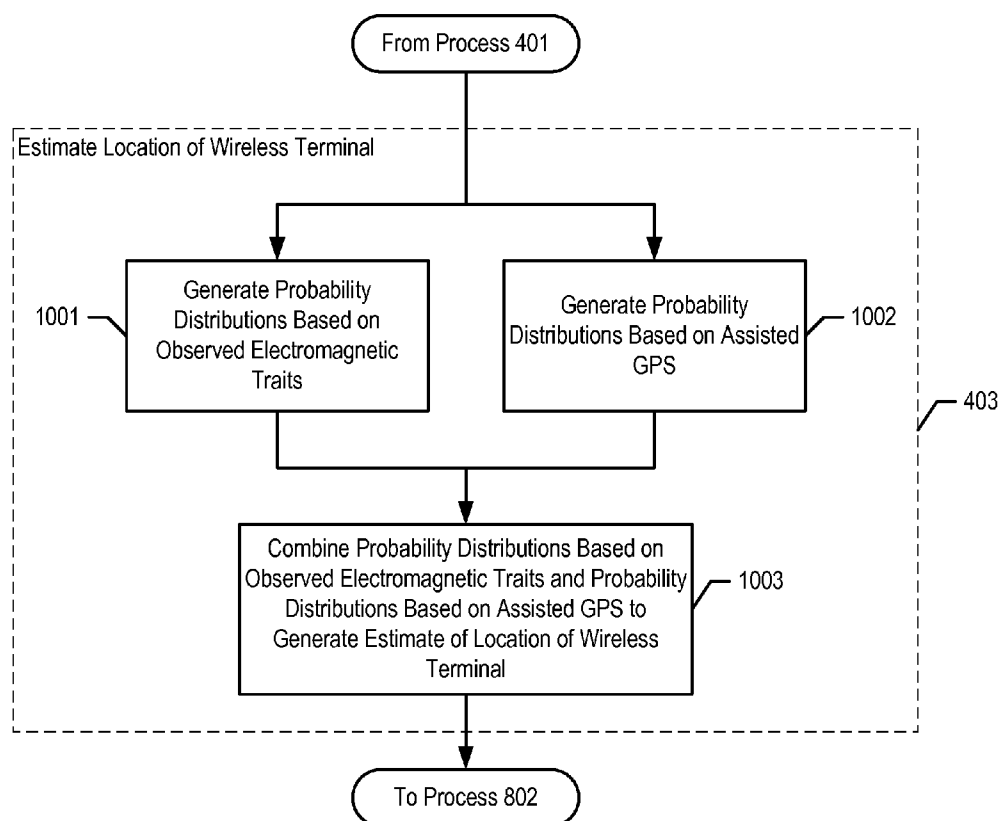 From Process 401
Estimate Location of Wireless Terminal
Generate Probability
Distributions Based on
Observed Electromagnetic
Traits
1001
Generate Probability
Distributions Based on Assisted
GPS
1002
403
Combine Probability Distributions Based on
Observed Electromagnetic Traits and Probability
Distributions Based on Assisted GPS to
Generate Estimate of Location of Wireless
Terminal
1003
To Process 802